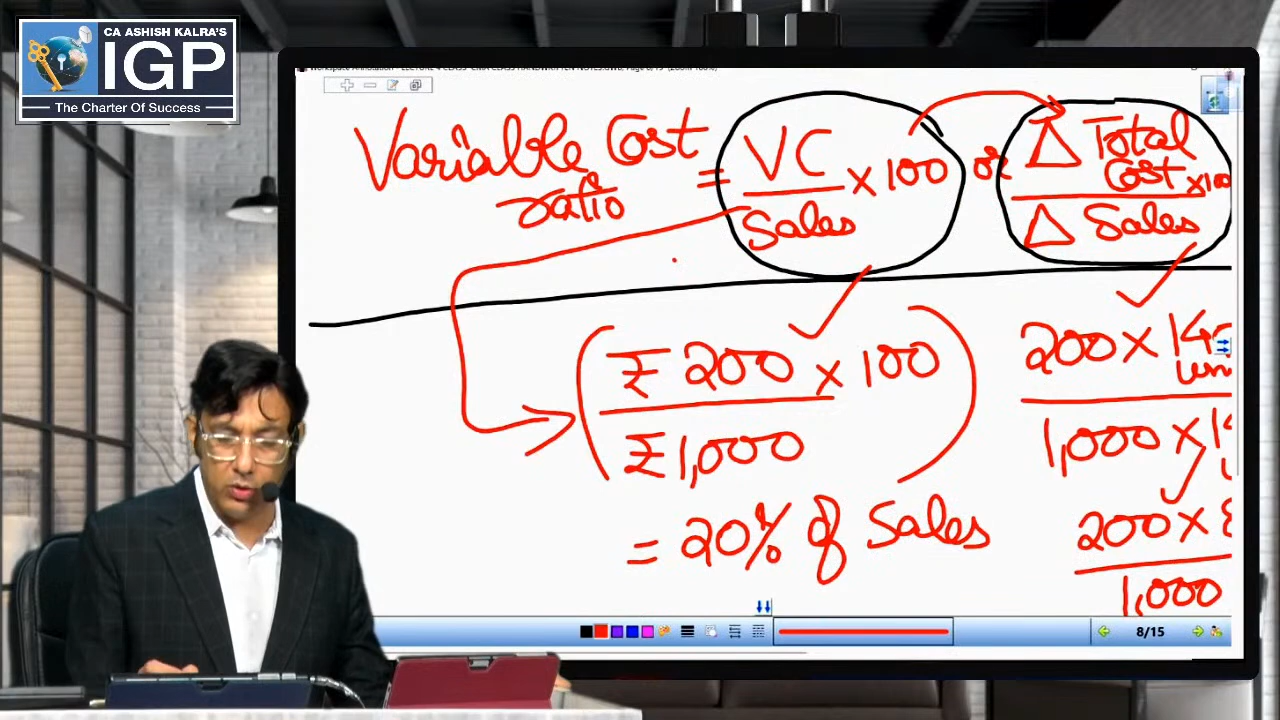 CA ASHISH KALRA'S
IGP
The Charter Of Success
Variable Cost ratio = VC / Sales × 100 or Δ Total Cost × 100 / Δ Sales
₹ 200 × 100
₹ 1,000
= 20% of Sales
200 × 
1,000 ×
200 ×
1,000
8/15